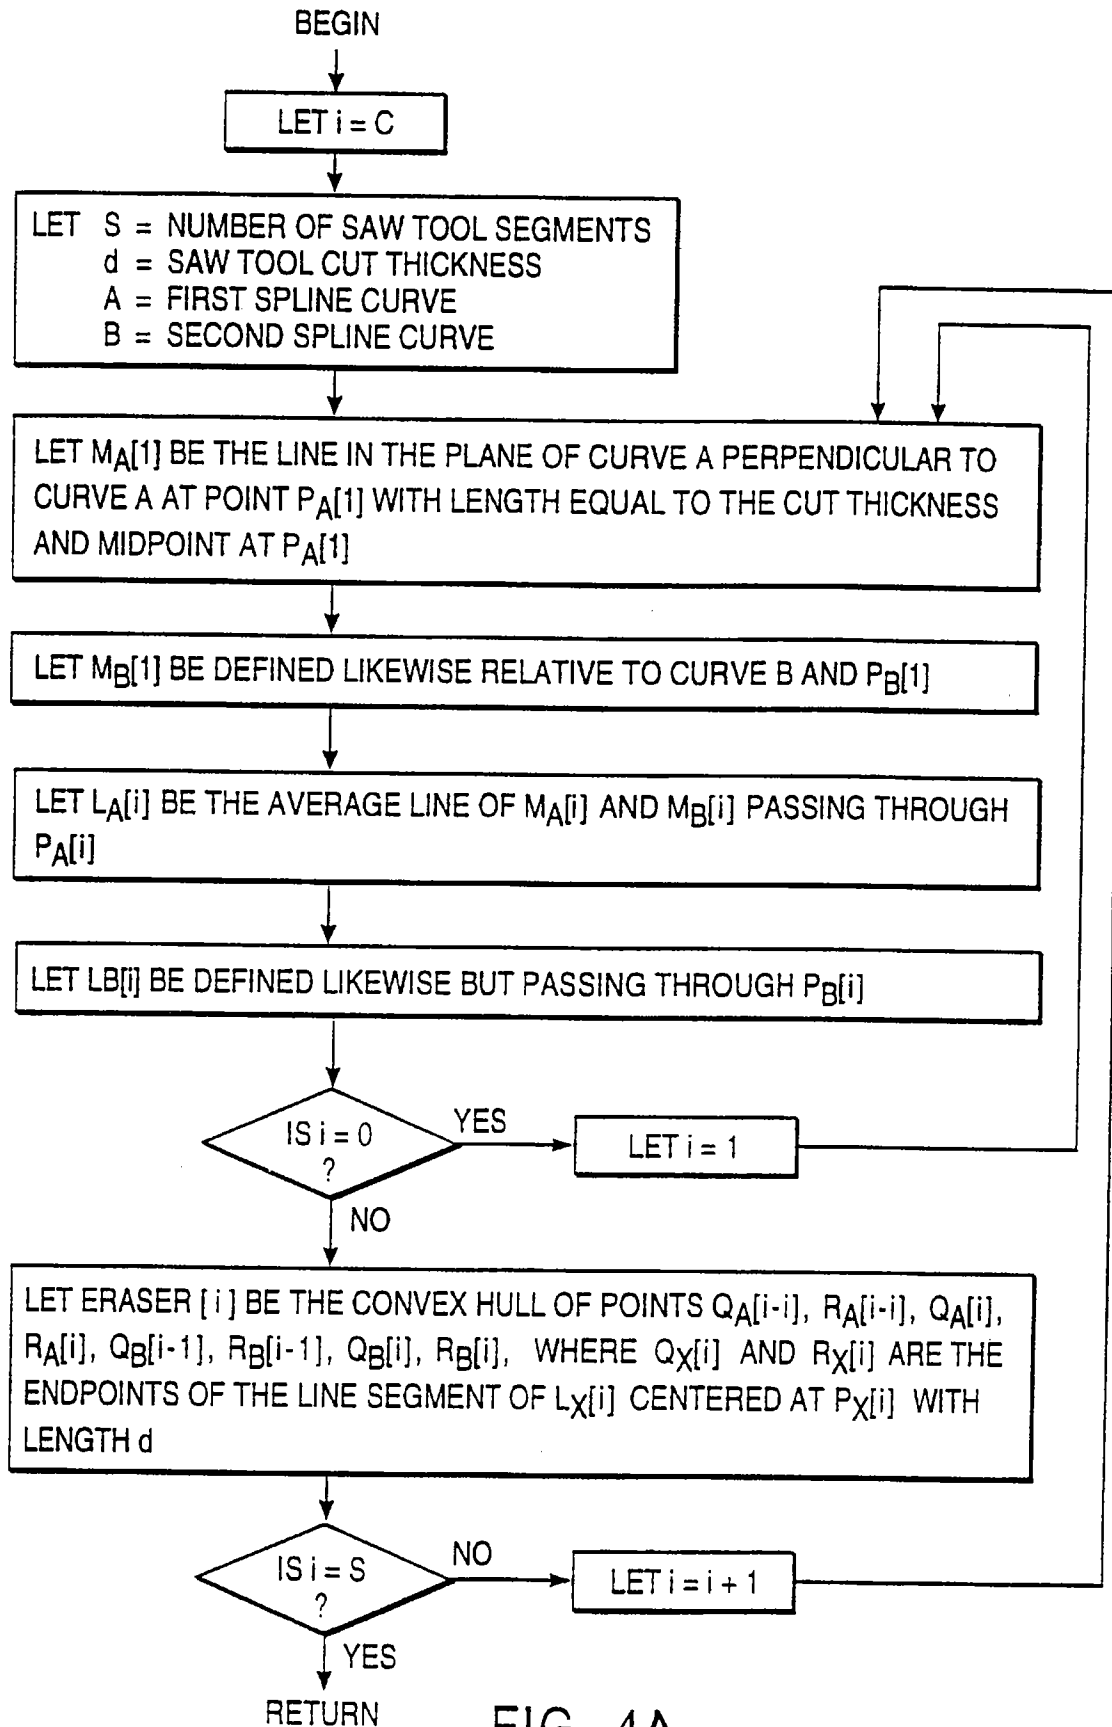 BEGIN
LET i = C
LET S = NUMBER OF SAW TOOL SEGMENTS
d = SAW TOOL CUT THICKNESS
A = FIRST SPLINE CURVE
B = SECOND SPLINE CURVE
LET MA[1] BE THE LINE IN THE PLANE OF CURVE A PERPENDICULAR TO
CURVE A AT POINT PA[1] WITH LENGTH EQUAL TO THE CUT THICKNESS
AND MIDPOINT AT PA[1]
LET MB[1] BE DEFINED LIKEWISE RELATIVE TO CURVE B AND PB[1]
LET LA[i] BE THE AVERAGE LINE OF MA[i] AND MB[i] PASSING THROUGH
PA[i]
LET LB[i] BE DEFINED LIKEWISE BUT PASSING THROUGH PB[i]
IS i = 0
?
YES
LET i = 1
NO
LET ERASER [ i ] BE THE CONVEX HULL OF POINTS QA[i-i], RA[i-i], QA[i],
RA[i], QB[i-1], RB[i-1], QB[i], RB[i], WHERE QX[i] AND RX[i] ARE THE
ENDPOINTS OF THE LINE SEGMENT OF LX[i] CENTERED AT PX[i] WITH
LENGTH d
IS i = S
?
NO
LET i = i + 1
YES
RETURN
FIG. 4A